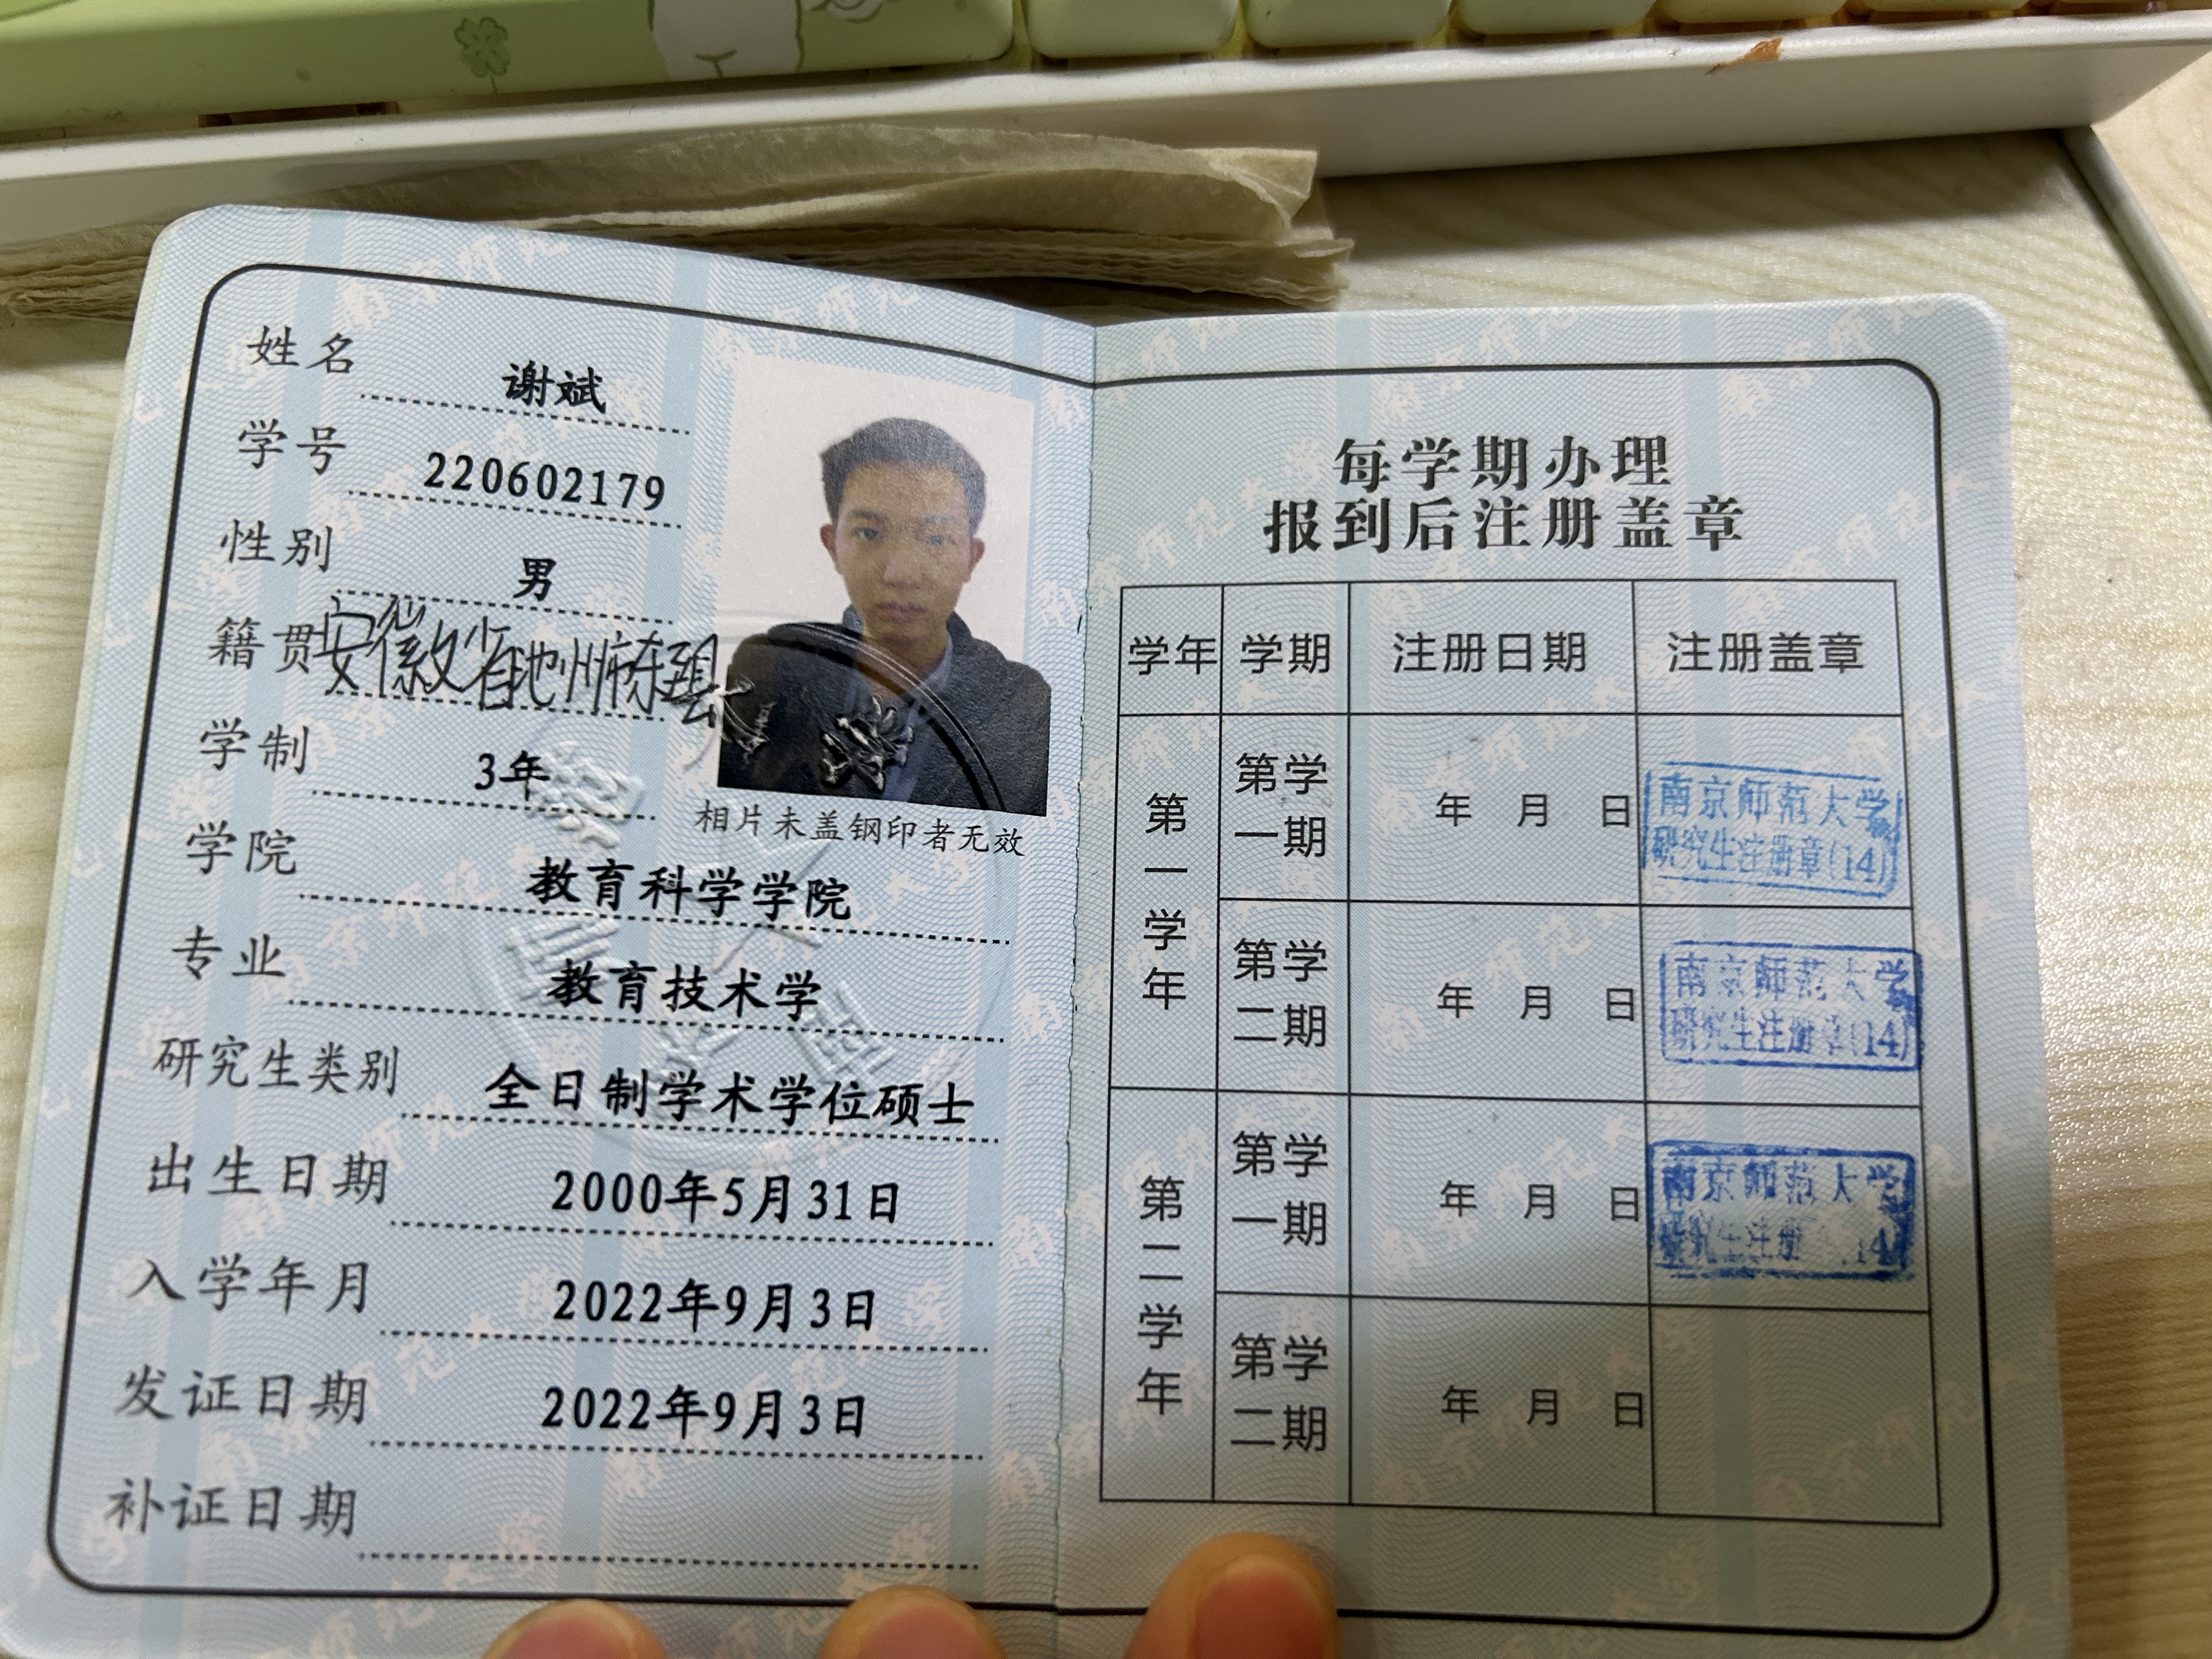 姓名 谢斌
学号 220602179
性别 男
籍贯 安徽省池州市东至县
学制 3年
相片未盖钢印者无效
学院 教育科学学院
专业 教育技术学
研究生类别 全日制学术学位硕士
出生日期 2000年5月31日
入学年月 2022年9月3日
发证日期 2022年9月3日
补证日期
每学期办理
报到后注册盖章
学年 学期 注册日期 注册盖章
第一学年 第一学期 年 月 日 南京师范大学
研究生注册章(14)
第二学期 年 月 日 南京师范大学
研究生注册章(14)
第二学年 第一学期 年 月 日 南京师范大学
研究生注册
第二学期 年 月 日